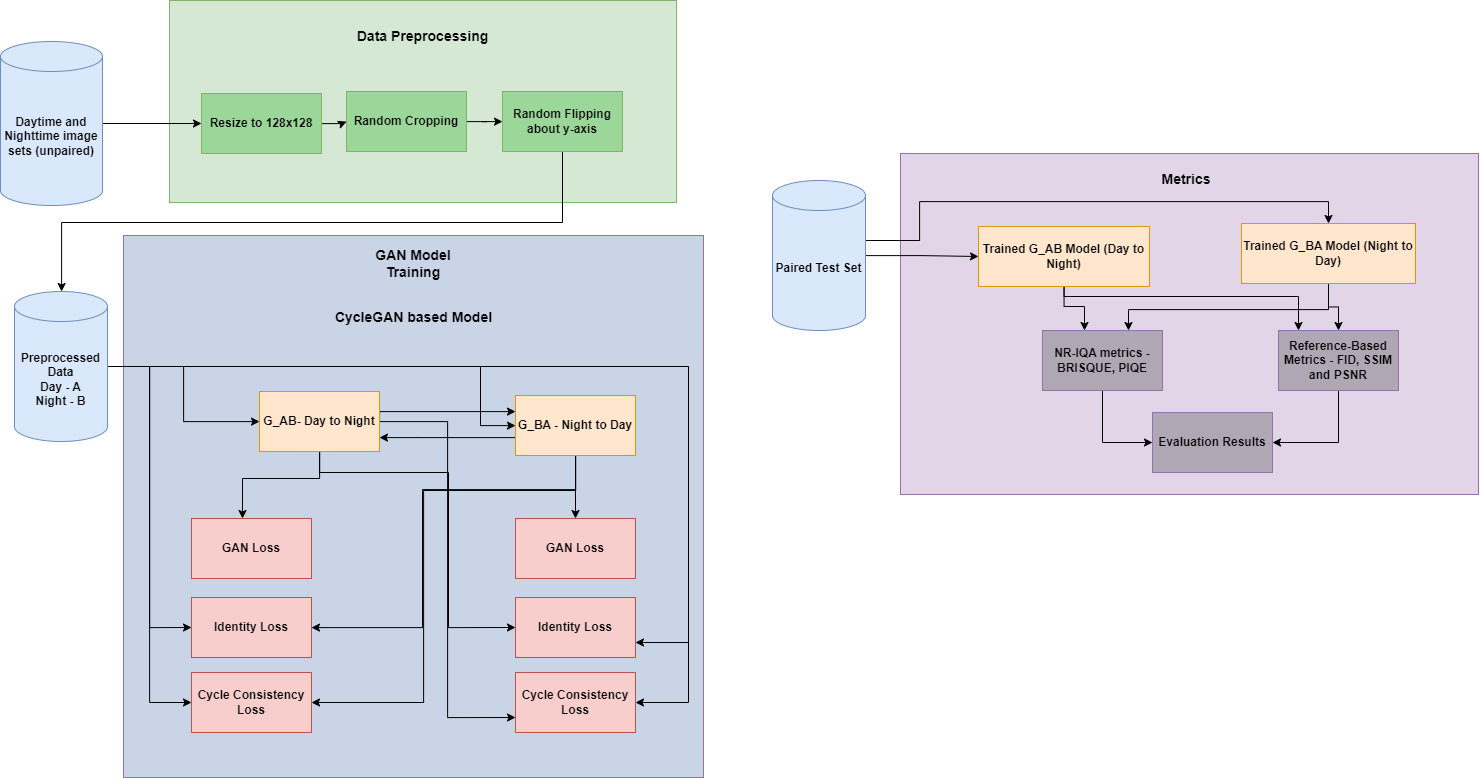 Data Preprocessing
Daytime and
Nighttime image
sets (unpaired)
Resize to 128x128
Random Cropping
Random Flipping
about y-axis
GAN Model
Training
CycleGAN based Model
Preprocessed
Data
Day - A
Night - B
G_AB- Day to Night
G_BA - Night to Day
GAN Loss
GAN Loss
Identity Loss
Identity Loss
Cycle Consistency
Loss
Cycle Consistency
Loss
Metrics
Paired Test Set
Trained G_AB Model (Day to
Night)
Trained G_BA Model (Night to
Day)
NR-IQA metrics -
BRISQUE, PIQE
Reference-Based
Metrics - FID, SSIM
and PSNR
Evaluation Results